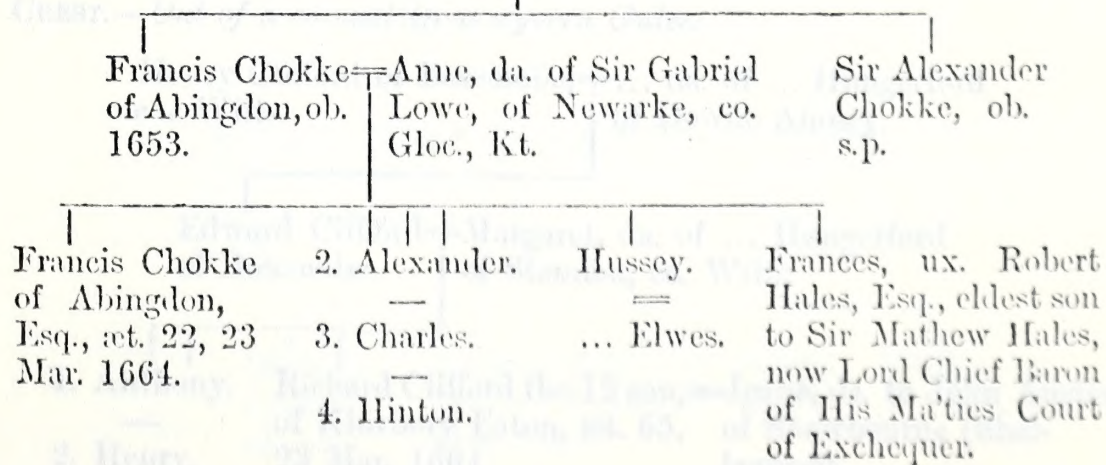 Francis Chokke══Anne, da. of Sir Gabriel
of Abingdon, ob. Lowe, of Newarke, co.
1653. Gloc., Kt.
Sir Alexander
Chokke, ob.
s.p.
Francis Chokke
of Abingdon,
Esq., æt. 22, 23
Mar. 1664.
2. Alexander.
—
3. Charles.
—
4. Hinton.
Hussey.
=
... Elwes.
Frances, ux. Robert
Hales, Esq., eldest son
to Sir Mathew Hales,
now Lord Chief Baron
of His Ma'ties Court
of Exchequer.